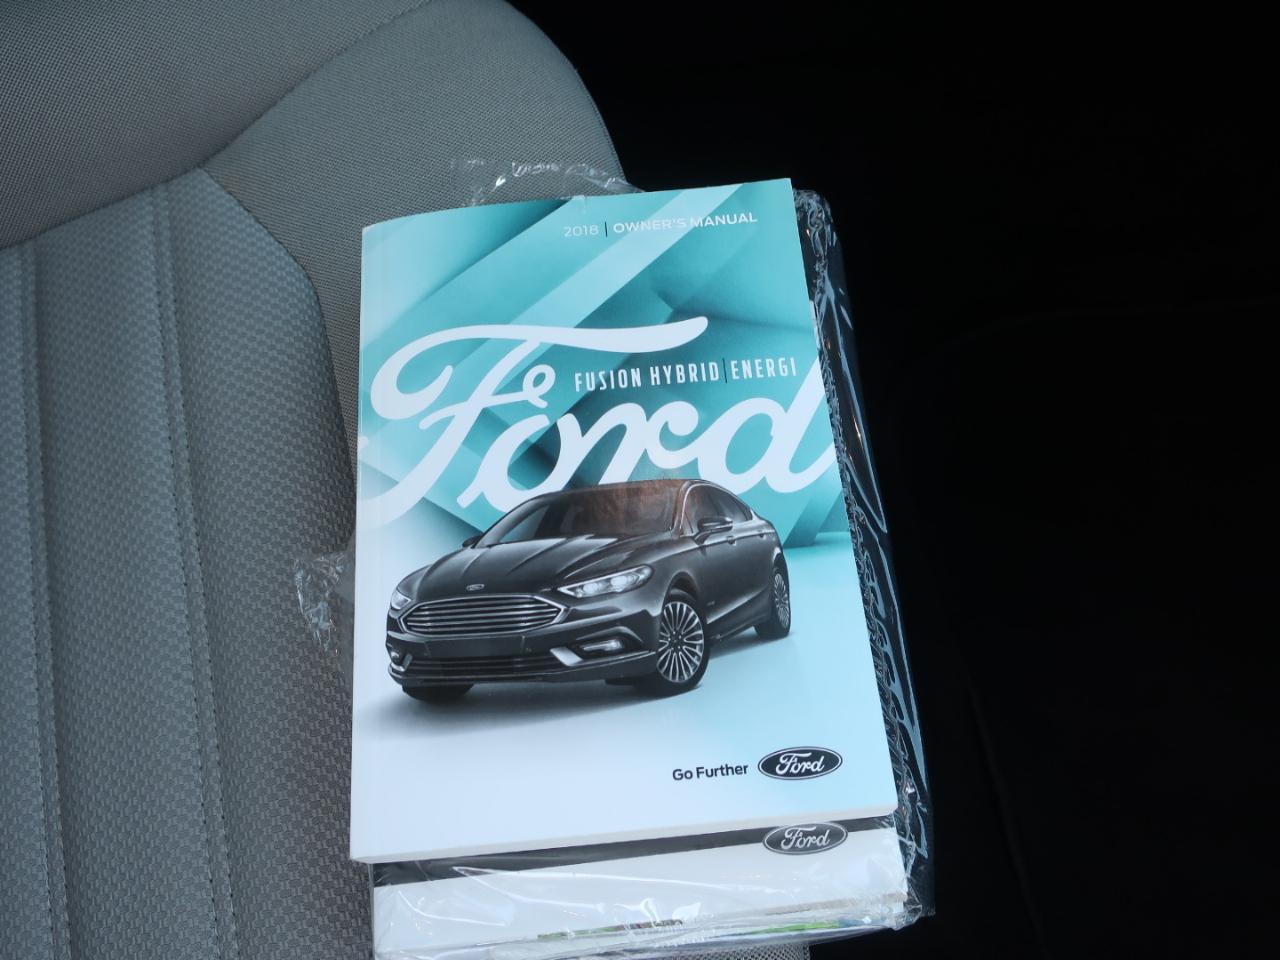 2018 | OWNER'S MANUAL
Ford
FUSION HYBRID | ENERGI
Go Further Ford
Ford